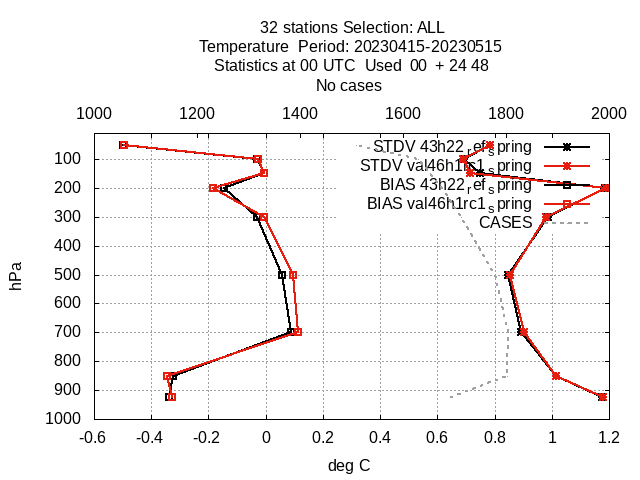 32 stations Selection: ALL
Temperature  Period: 20230415-20230515
Statistics at 00 UTC  Used  00  + 24 48
No cases
1000 1200 1400 1600 1800 2000
STDV 43h22_ref_spring
STDV val46h1rc1_spring
BIAS 43h22_ref_spring
BIAS val46h1rc1_spring
CASES
hPa
100
200
300
400
500
600
700
800
900
1000
-0.6 -0.4 -0.2 0 0.2 0.4 0.6 0.8 1 1.2
deg C